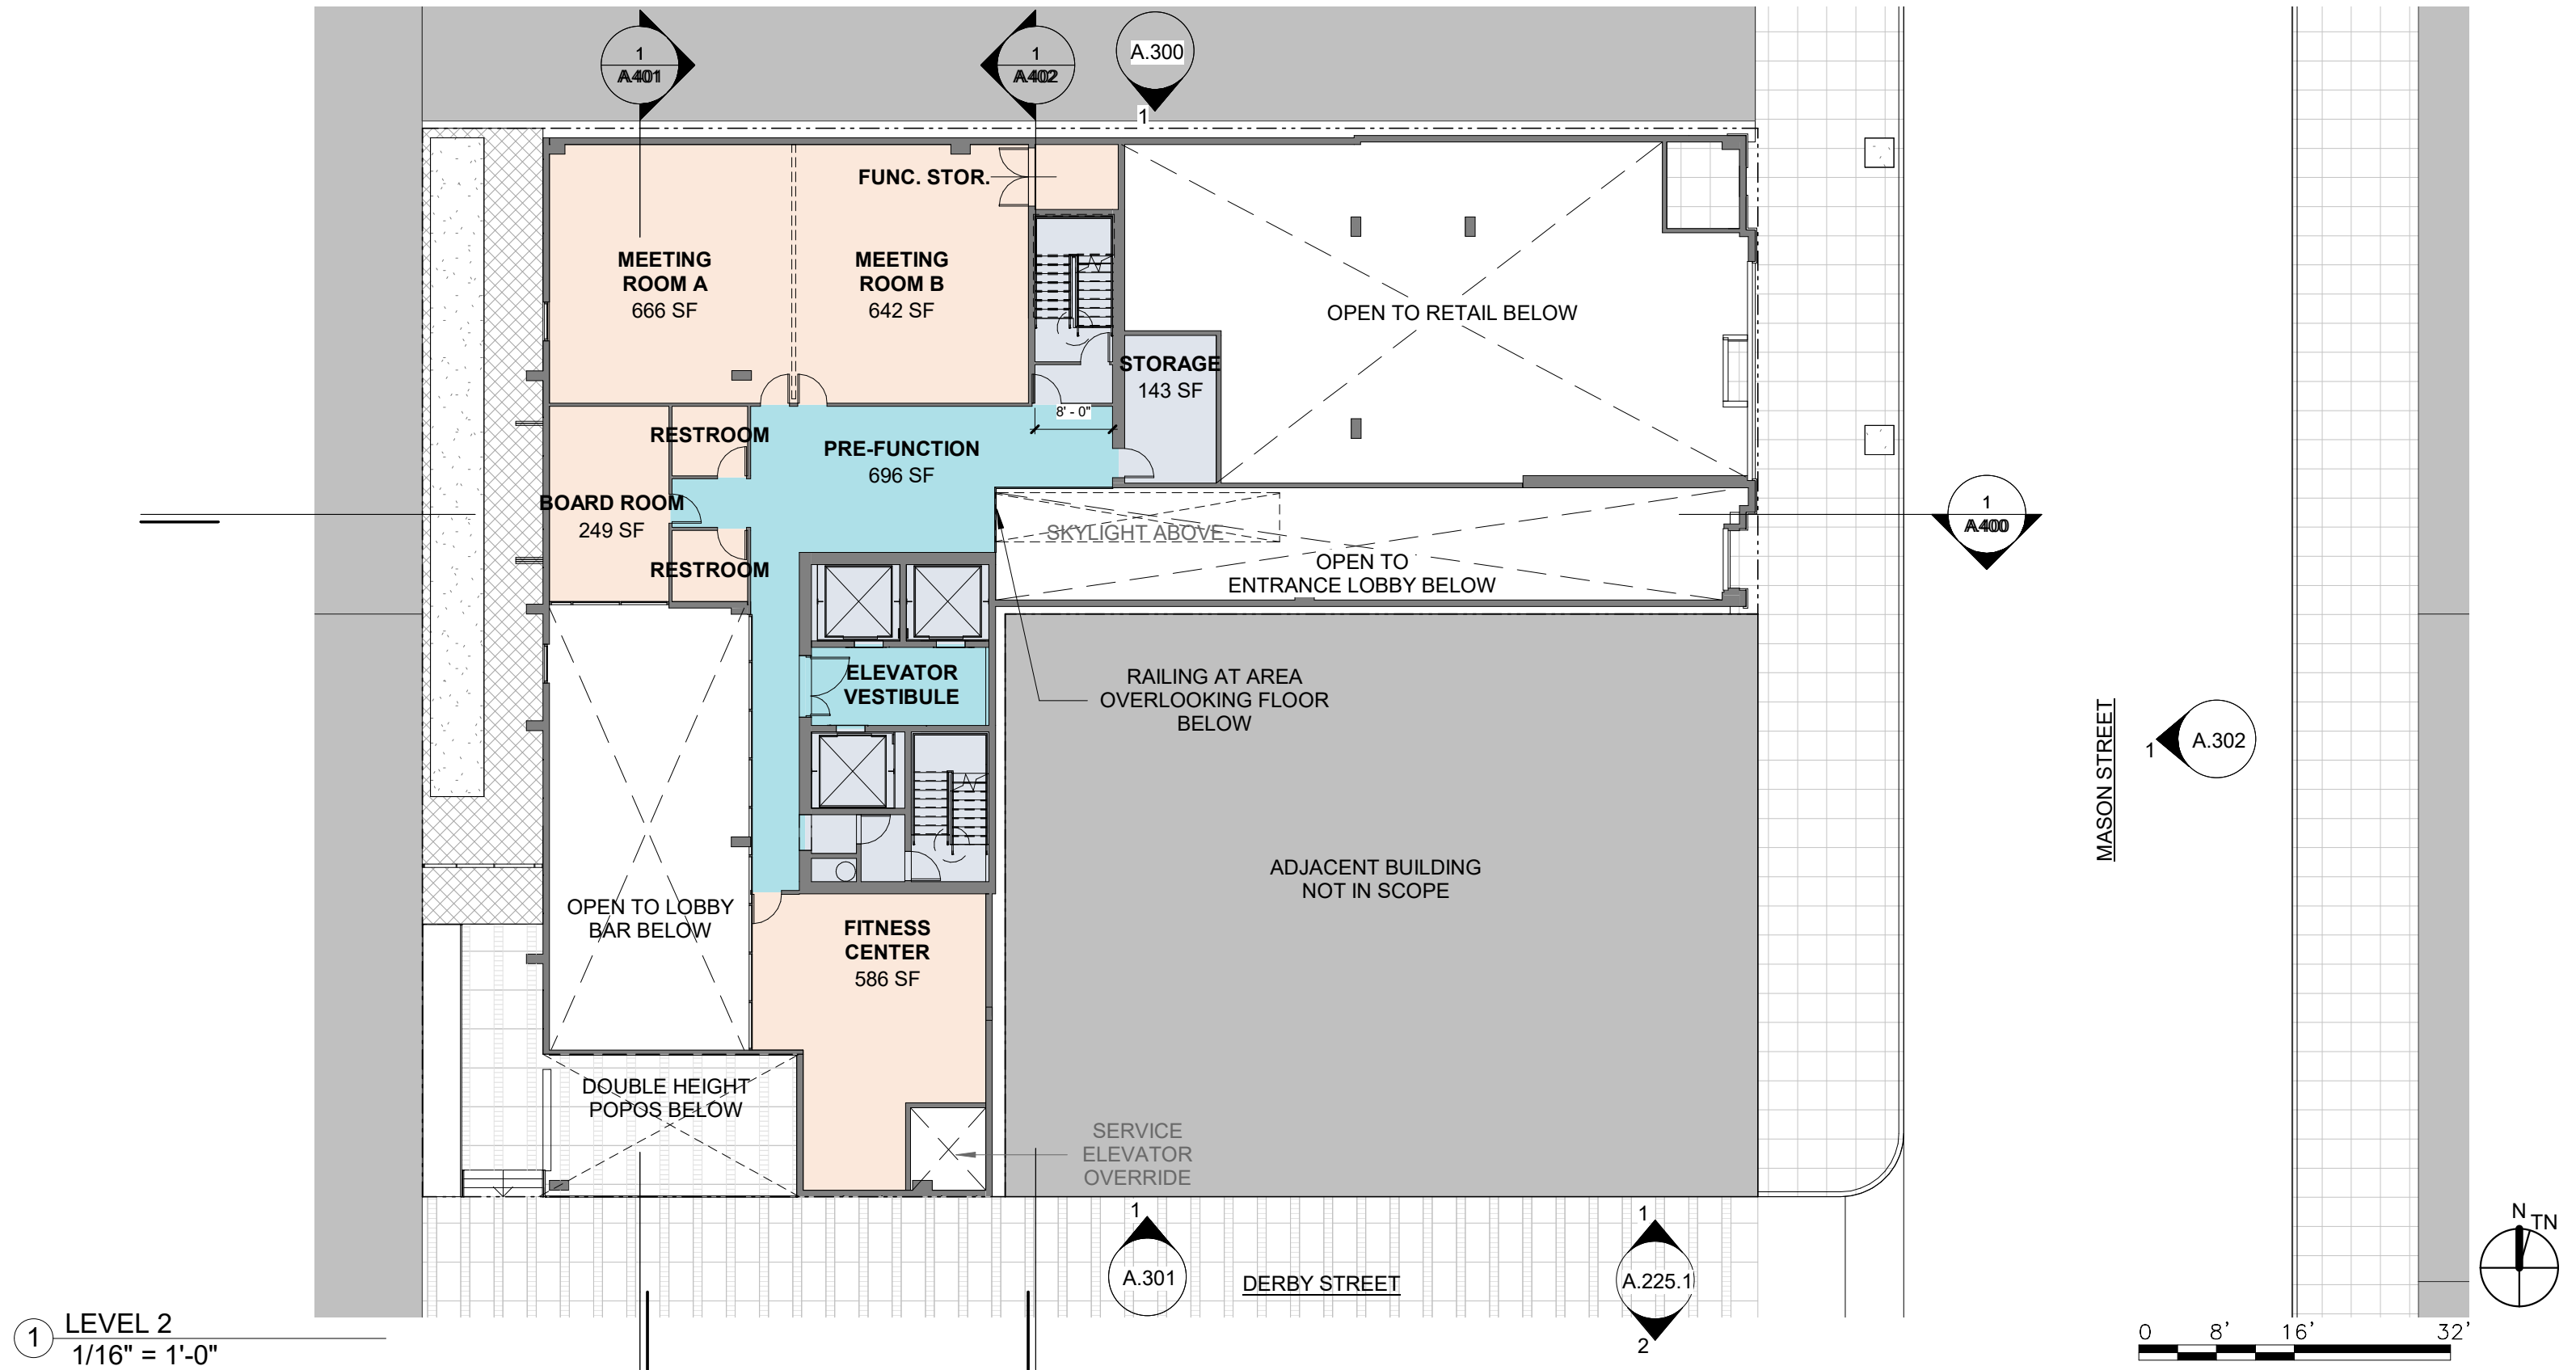 1
A401
1
A402
A.300
1
FUNC. STOR.
MEETING
ROOM A
666 SF
MEETING
ROOM B
642 SF
OPEN TO RETAIL BELOW
STORAGE
143 SF
8' - 0"
RESTROOM
PRE-FUNCTION
696 SF
BOARD ROOM
249 SF
RESTROOM
SKYLIGHT ABOVE
OPEN TO
ENTRANCE LOBBY BELOW
1
A400
ELEVATOR
VESTIBULE
RAILING AT AREA
OVERLOOKING FLOOR
BELOW
MASON STREET
1
A.302
ADJACENT BUILDING
NOT IN SCOPE
OPEN TO LOBBY
BAR BELOW
FITNESS
CENTER
586 SF
DOUBLE HEIGHT
POPOS BELOW
SERVICE
ELEVATOR
OVERRIDE
1
A.301
DERBY STREET
1
A.225.1
2
N
TN
1
LEVEL 2
1/16" = 1'-0"
0 8' 16' 32'